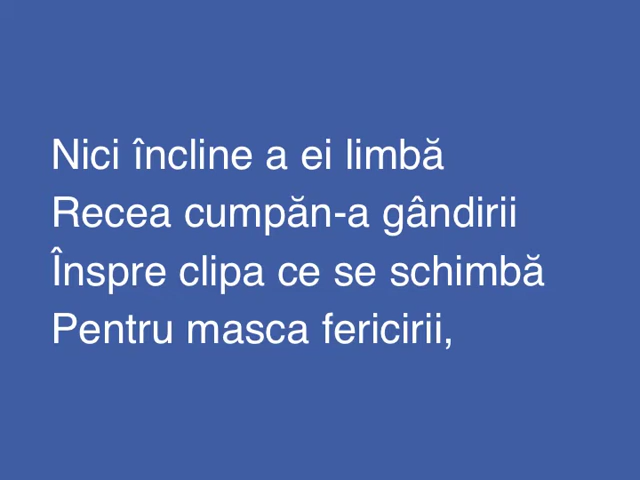 Nici încline a ei limbă
Recea cumpăn-a gândirii
Înspre clipa ce se schimbă
Pentru masca fericirii,